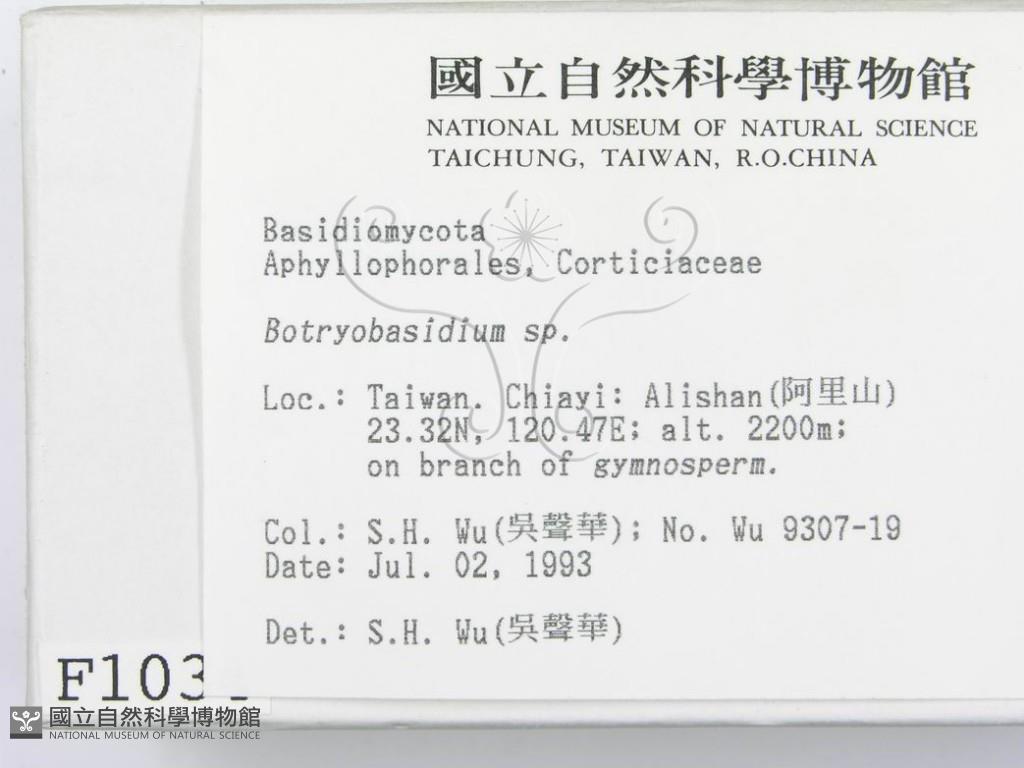 國立自然科學博物館
NATIONAL MUSEUM OF NATURAL SCIENCE
TAICHUNG, TAIWAN, R.O.CHINA
Basidiomycota
Aphyllophorales, Corticiaceae
Botryobasidium sp.
Loc.: Taiwan. Chiayi: Alishan(阿里山)
23.32N, 120.47E; alt. 2200m;
on branch of gymnosperm.
Col.: S.H. Wu(吳聲華); No. Wu 9307-19
Date: Jul. 02, 1993
Det.: S.H. Wu(吳聲華)
國立自然科學博物館
NATIONAL MUSEUM OF NATURAL SCIENCE